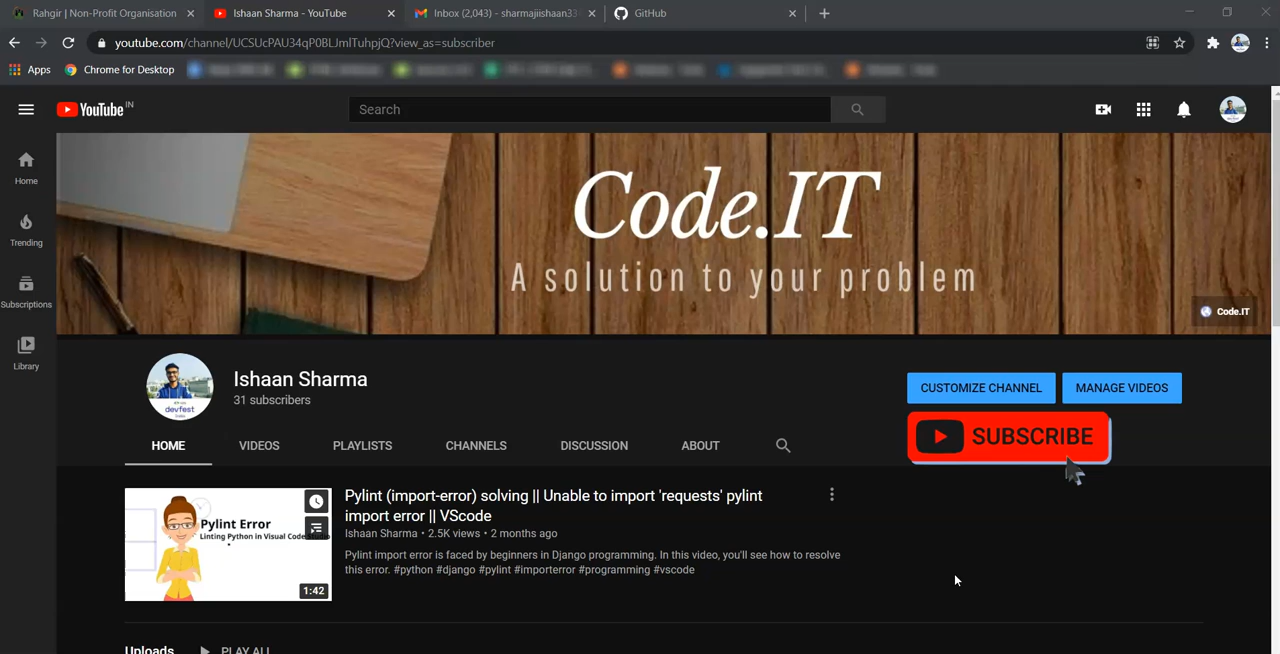 Rahgir | Non-Profit Organisation
Ishaan Sharma - YouTube
Inbox (2,043) - sharmajiishaan33
GitHub
youtube.com/channel/UCSUcPAU34qP0BLJmlTuhpjQ?view_as=subscriber
Apps
Chrome for Desktop
YouTube IN
Search
Home
Trending
Subscriptions
Library
Code.IT
A solution to your problem
Code.IT
Ishaan Sharma
31 subscribers
CUSTOMIZE CHANNEL
MANAGE VIDEOS
SUBSCRIBE
HOME VIDEOS PLAYLISTS CHANNELS DISCUSSION ABOUT
Pylint Error
Linting Python in Visual Code Studio
1:42
Pylint (import-error) solving || Unable to import 'requests' pylint
import error || VScode
Ishaan Sharma • 2.5K views • 2 months ago
Pylint import error is faced by beginners in Django programming. In this video, you'll see how to resolve
this error. #python #django #pylint #importerror #programming #vscode
Uploads
PLAY ALL